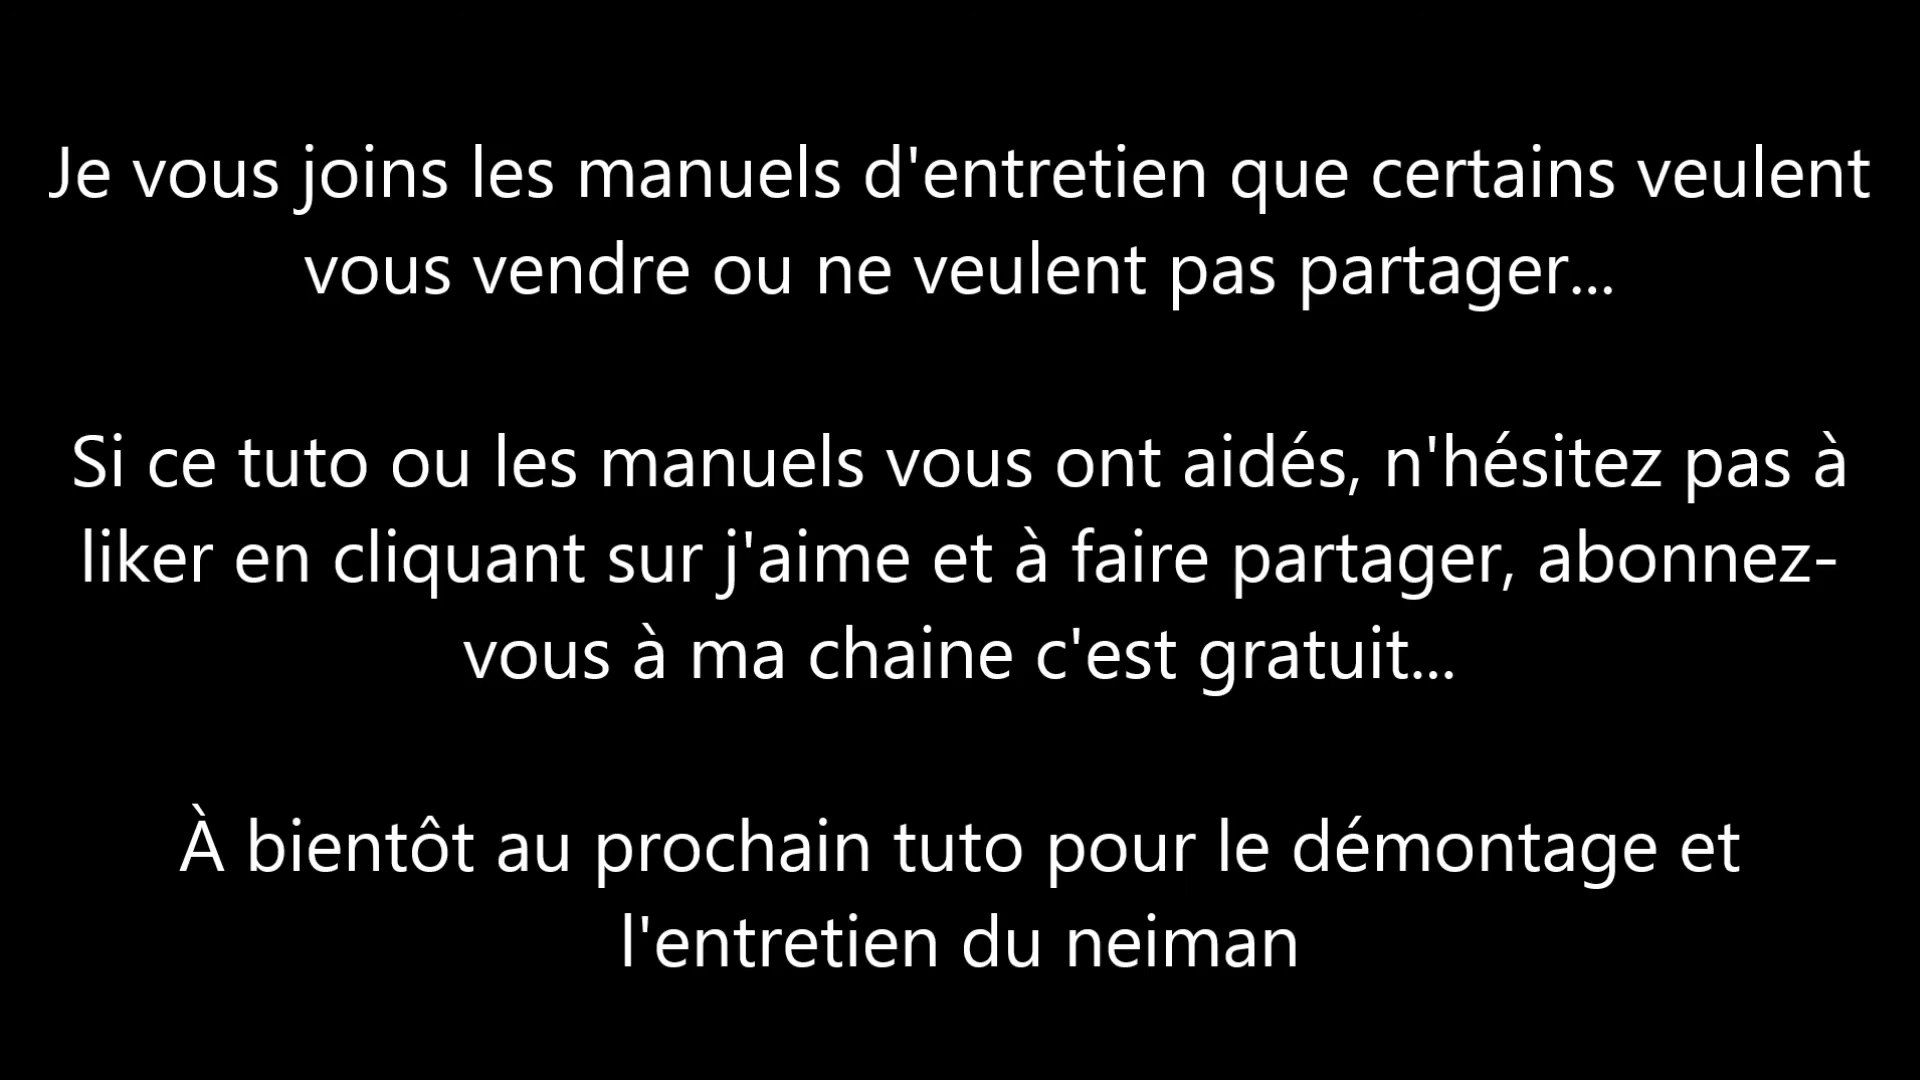 Je vous joins les manuels d'entretien que certains veulent
vous vendre ou ne veulent pas partager...
Si ce tuto ou les manuels vous ont aidés, n'hésitez pas à
liker en cliquant sur j'aime et à faire partager, abonnez-
vous à ma chaine c'est gratuit...
À bientôt au prochain tuto pour le démontage et
l'entretien du neiman